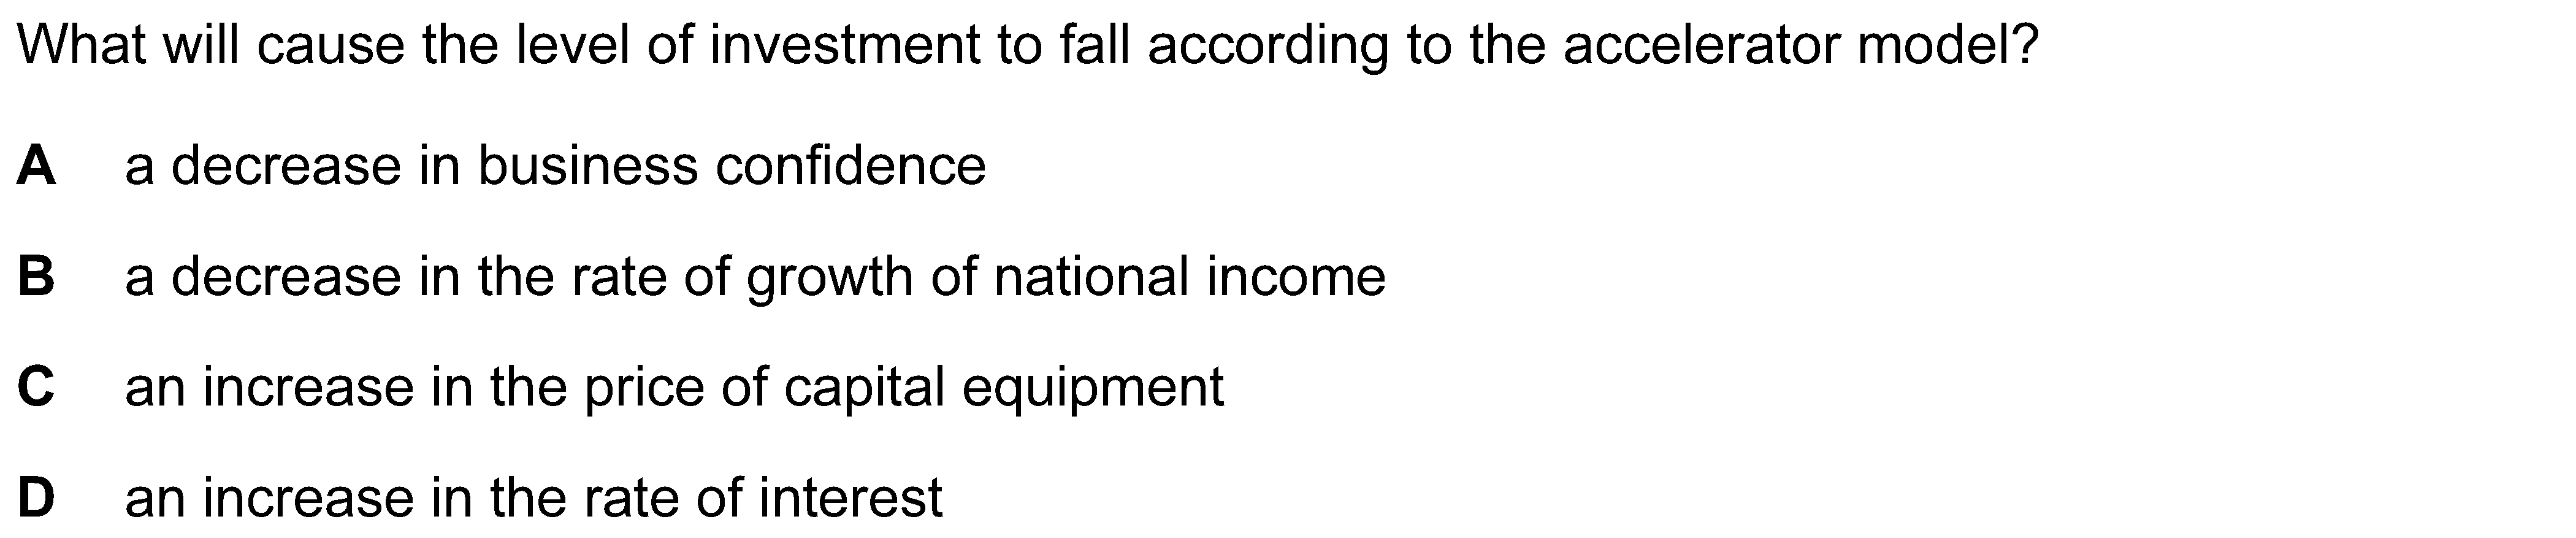 What will cause the level of investment to fall according to the accelerator model?
A a decrease in business confidence
B a decrease in the rate of growth of national income
C an increase in the price of capital equipment
D an increase in the rate of interest